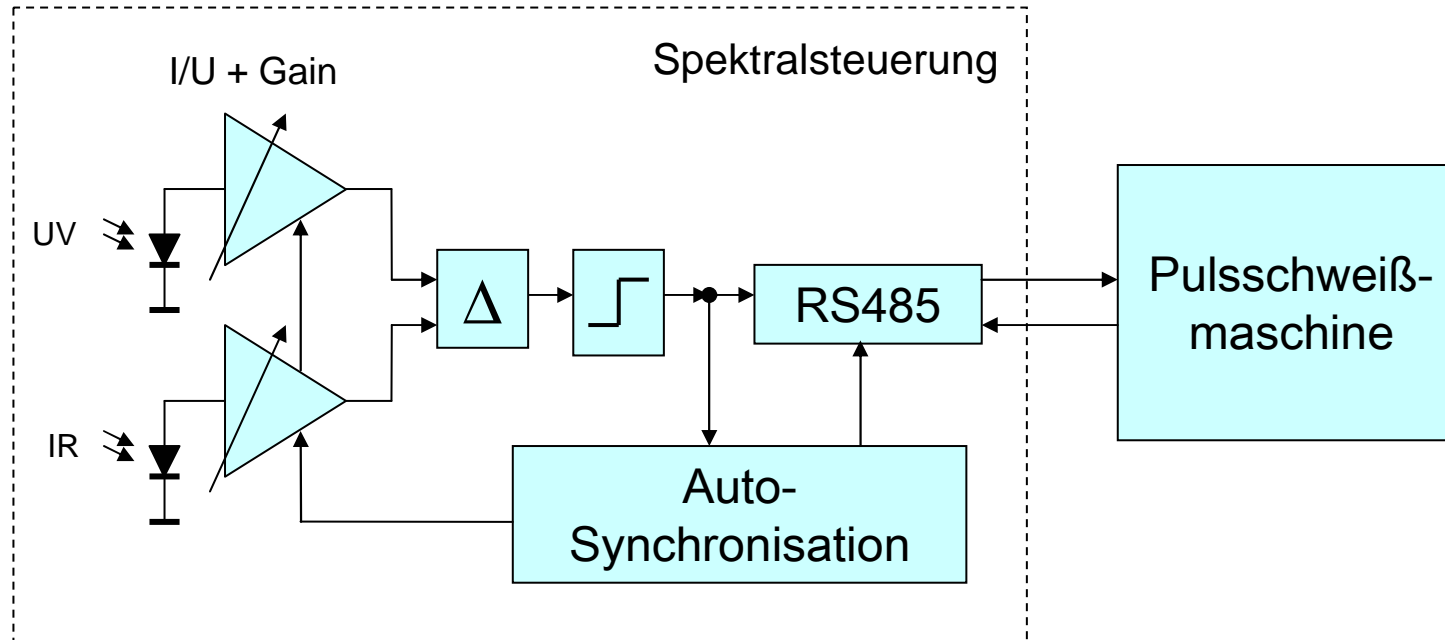 Spektralsteuerung
I/U + Gain
UV
IR
Δ
RS485
Auto-
Synchronisation
Pulsschweiß-
maschine